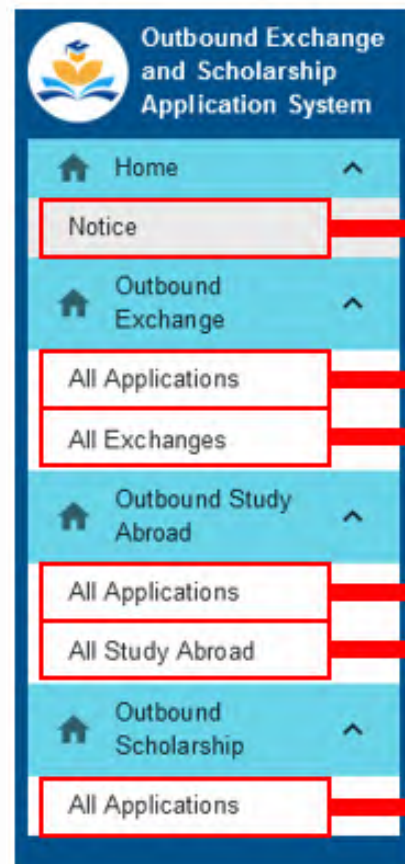 Outbound Exchange
and Scholarship
Application System
Home
Notice
Outbound
Exchange
All Applications
All Exchanges
Outbound Study
Abroad
All Applications
All Study Abroad
Outbound
Scholarship
All Applications